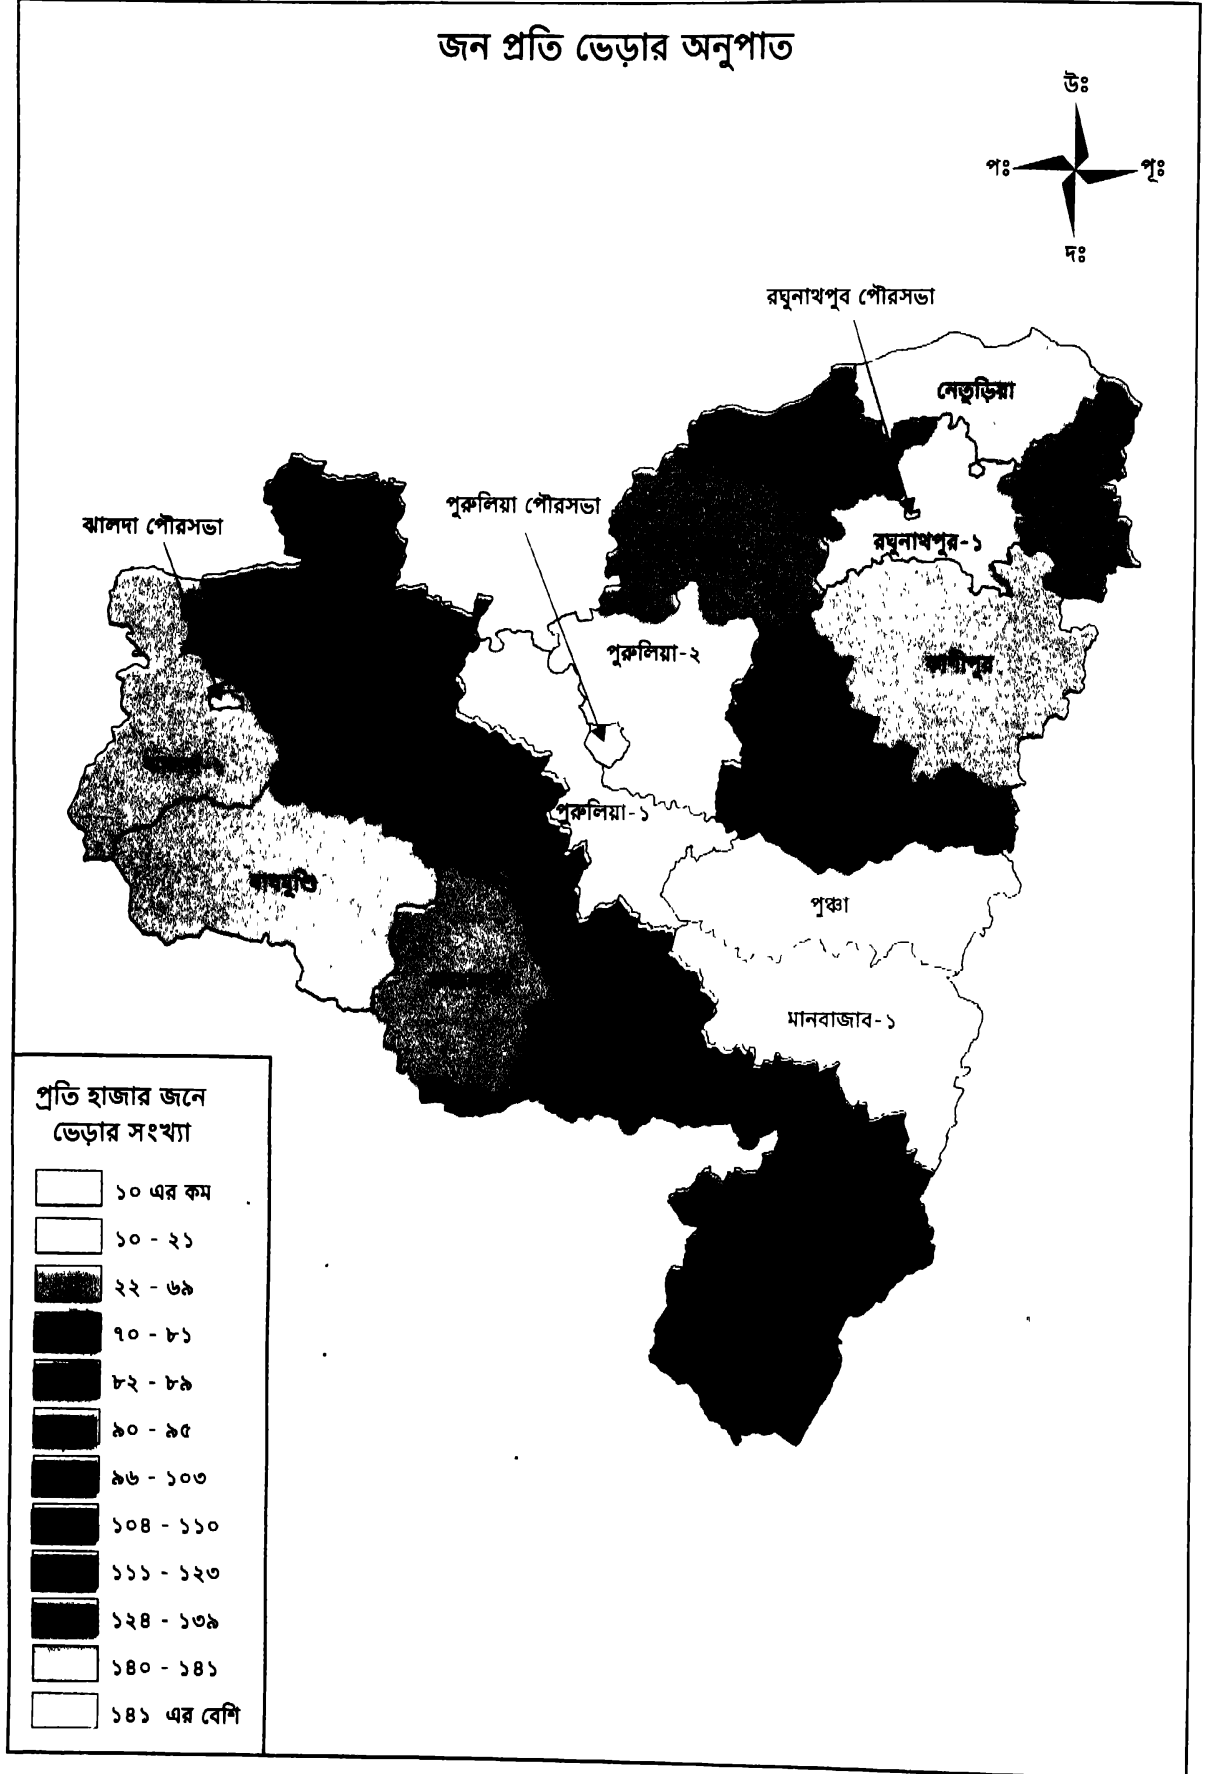 জন প্রতি ভেড়ার অনুপাত
উঃ
পঃ
পূঃ
দঃ
রঘুনাথপুব পৌরসভা
নেতুড়িয়া
পুরুলিয়া পৌরসভা
ঝালদা পৌরসভা
রঘুনাথপুর-১
পুরুলিয়া-২
কাশীপুর
পুরুলিয়া-১
বাঘমুণ্ডি
পুঞ্চা
মানবাজাব-১
প্রতি হাজার জনে
ভেড়ার সংখ্যা
১০ এর কম
১০ - ২১
২২ - ৬৯
৭০ - ৮১
৮২ - ৮৯
৯০ - ৯৫
৯৬ - ১০৩
১০৪ - ১১০
১১১ - ১২৩
১২৪ - ১৩৯
১৪০ - ১৪১
১৪১ এর বেশি